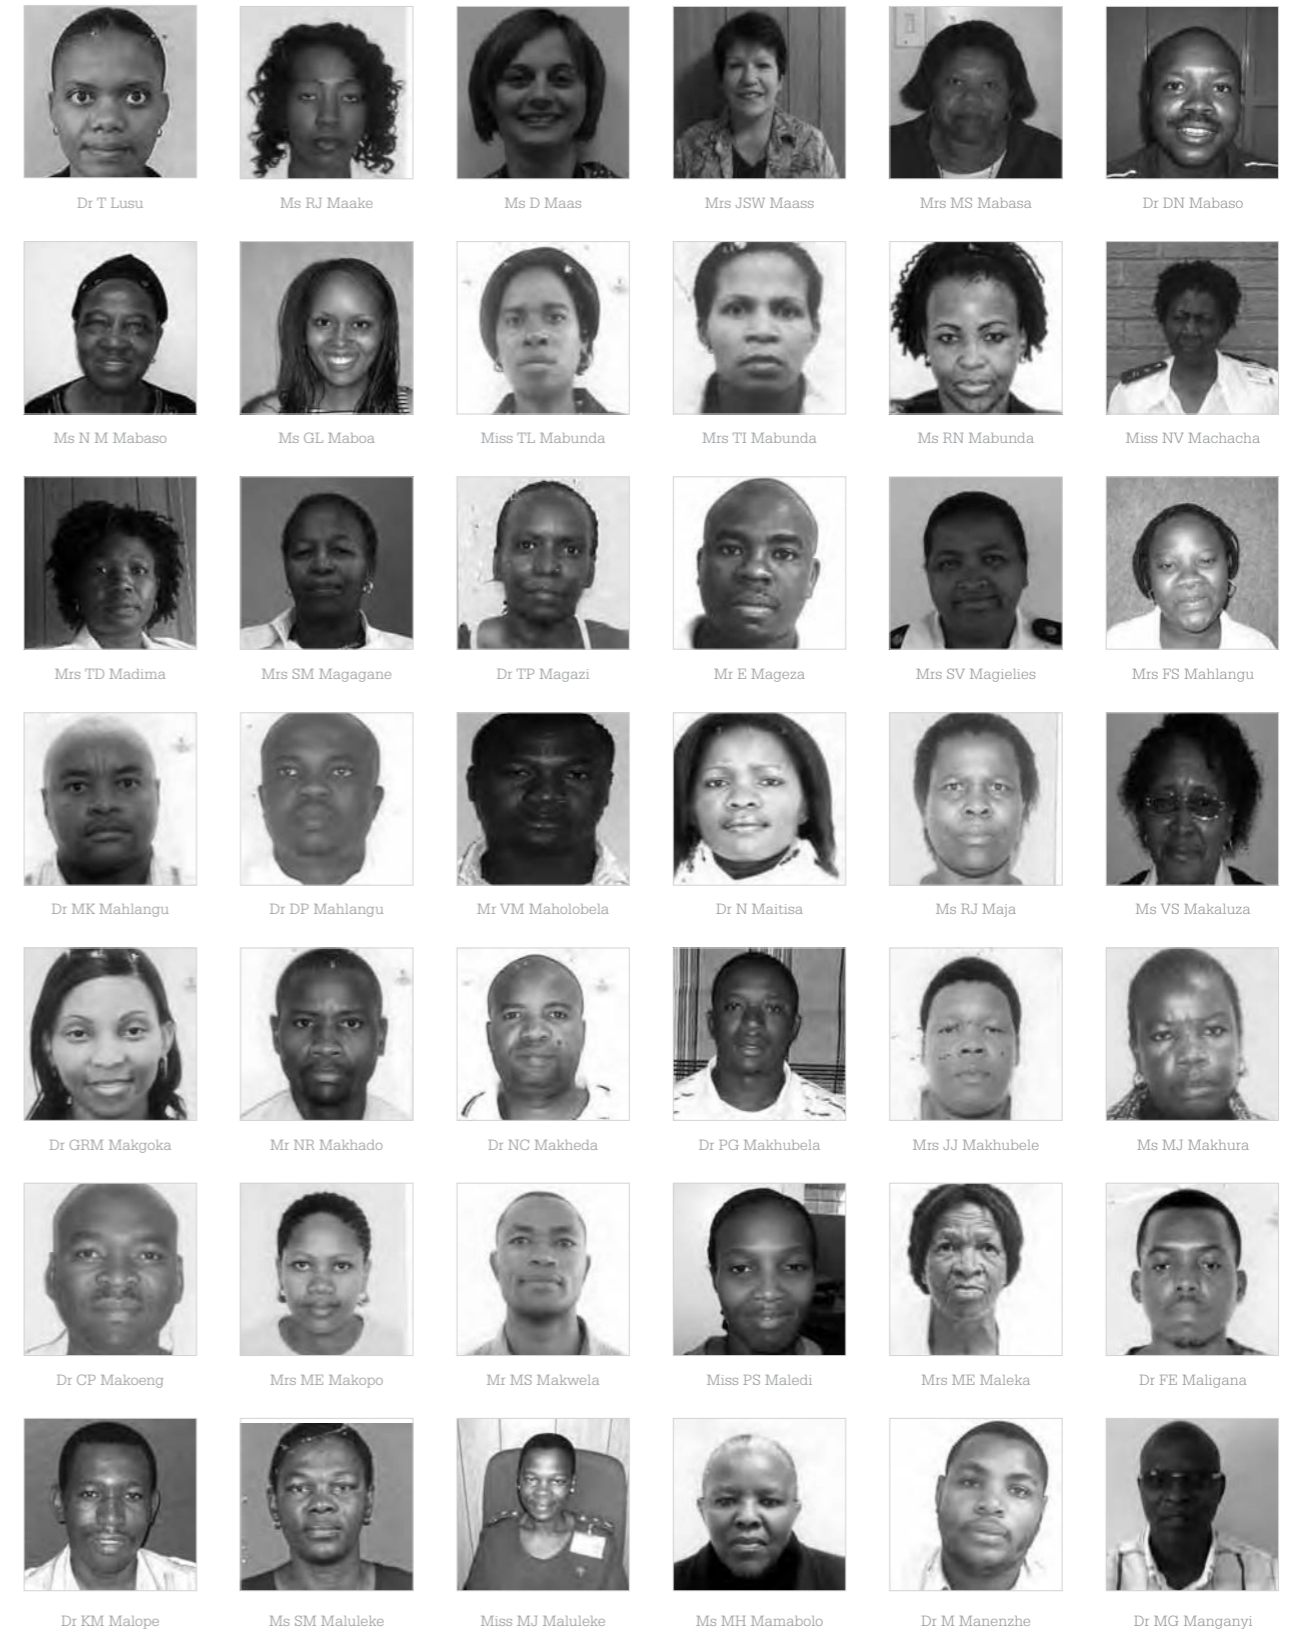 Dr T Lusu Ms RJ Maake Ms D Maas Mrs JSW Maass Mrs MS Mabasa Dr DN Mabaso
Ms N M Mabaso Ms GL Maboa Miss TL Mabunda Mrs TI Mabunda Ms RN Mabunda Miss NV Machacha
Mrs TD Madima Mrs SM Magagane Dr TP Magazi Mr E Mageza Mrs SV Magielies Mrs FS Mahlangu
Dr MK Mahlangu Dr DP Mahlangu Mr VM Maholobela Dr N Maitisa Ms RJ Maja Ms VS Makaluza
Dr GRM Makgoka Mr NR Makhado Dr NC Makheda Dr PG Makhubela Mrs JJ Makhubele Ms MJ Makhura
Dr CP Makoeng Mrs ME Makopo Mr MS Makwela Miss PS Maledi Mrs ME Maleka Dr FE Maligana
Dr KM Malope Ms SM Maluleke Miss MJ Maluleke Ms MH Mamabolo Dr M Manenzhe Dr MG Manganyi